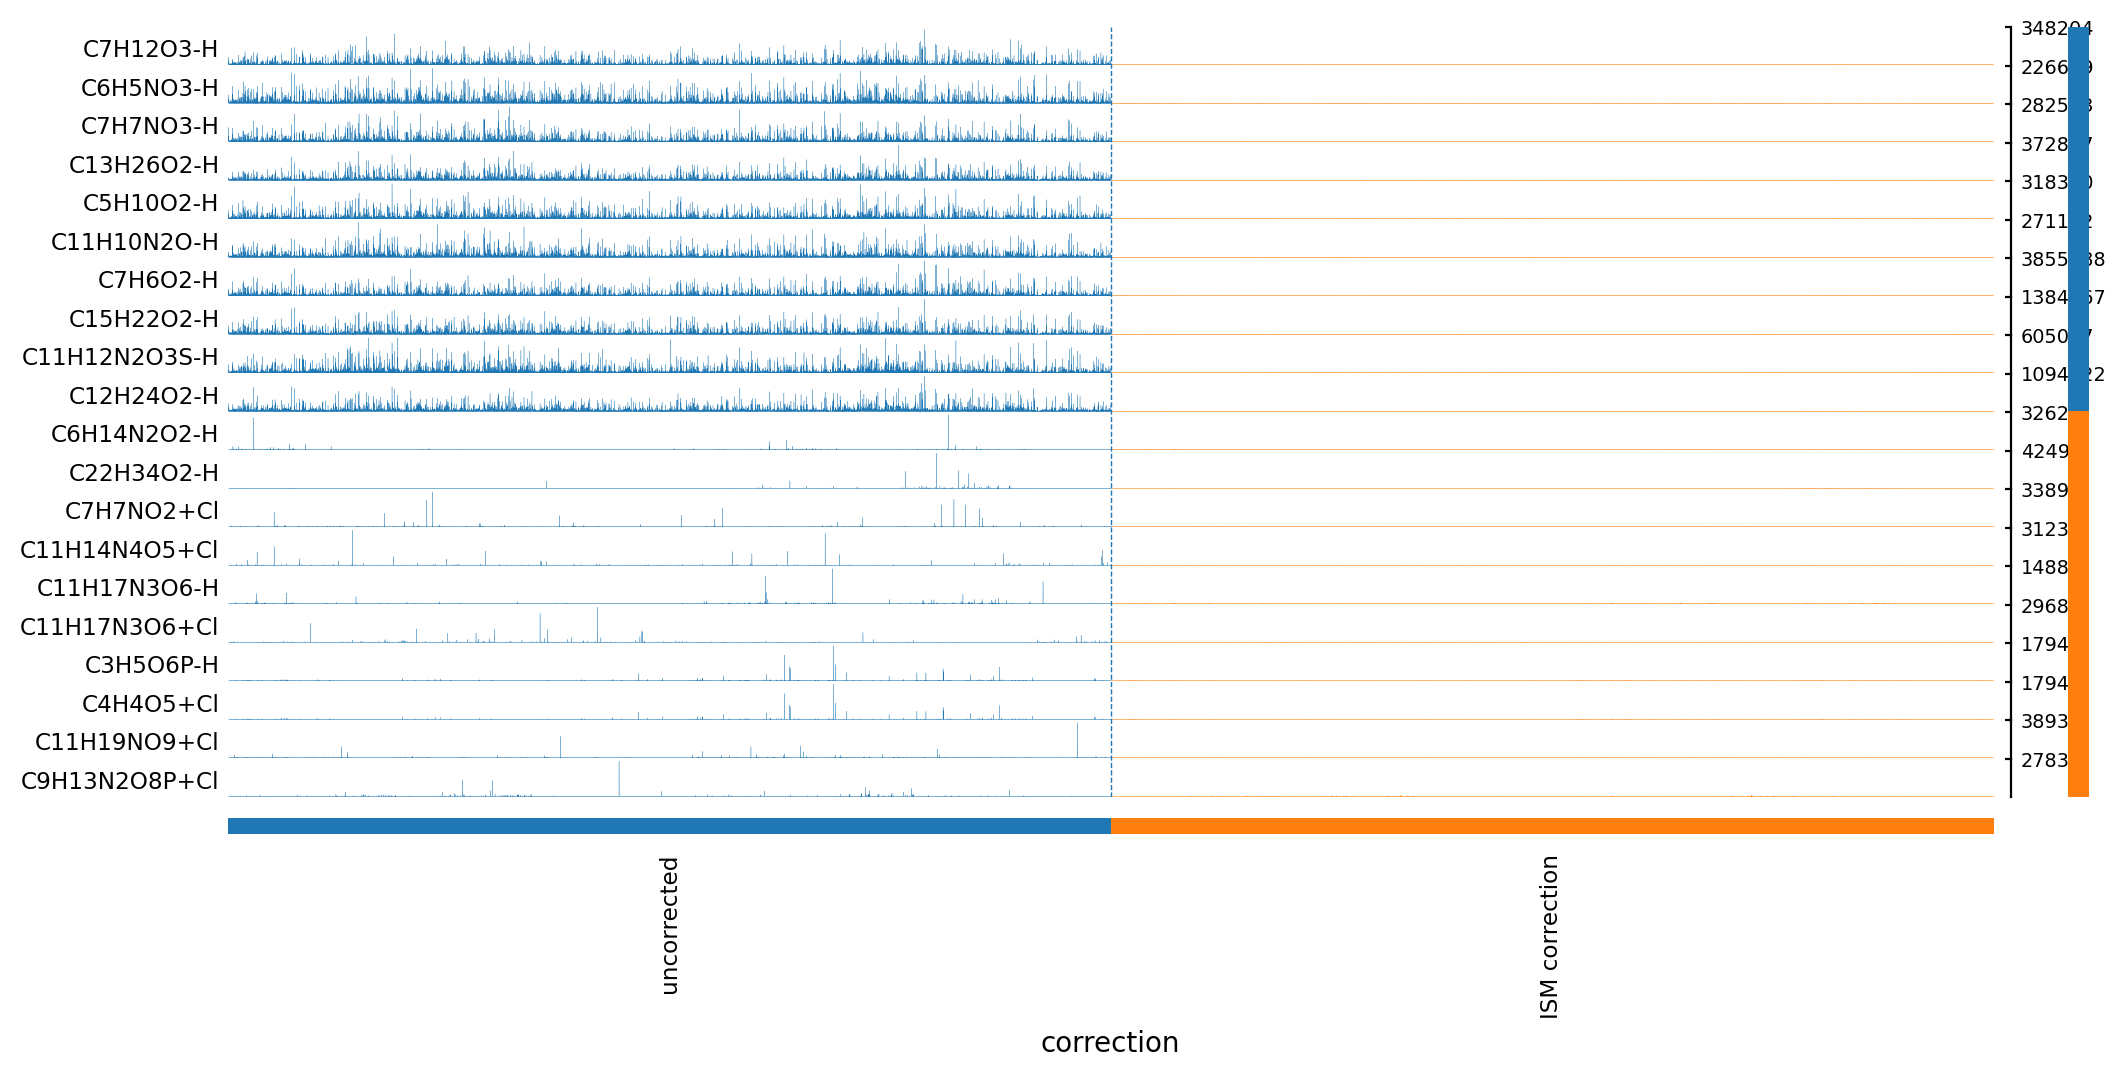 C7H12O3-H
C6H5NO3-H
C7H7NO3-H
C13H26O2-H
C5H10O2-H
C11H10N2O-H
C7H6O2-H
C15H22O2-H
C11H12N2O3S-H
C12H24O2-H
C6H14N2O2-H
C22H34O2-H
C7H7NO2+Cl
C11H14N4O5+Cl
C11H17N3O6-H
C11H17N3O6+Cl
C3H5O6P-H
C4H4O5+Cl
C11H19NO9+Cl
C9H13N2O8P+Cl
348204
3262
4249
3389
3123
1488
2968
1794
1794
3893
2783
uncorrected
ISM correction
correction